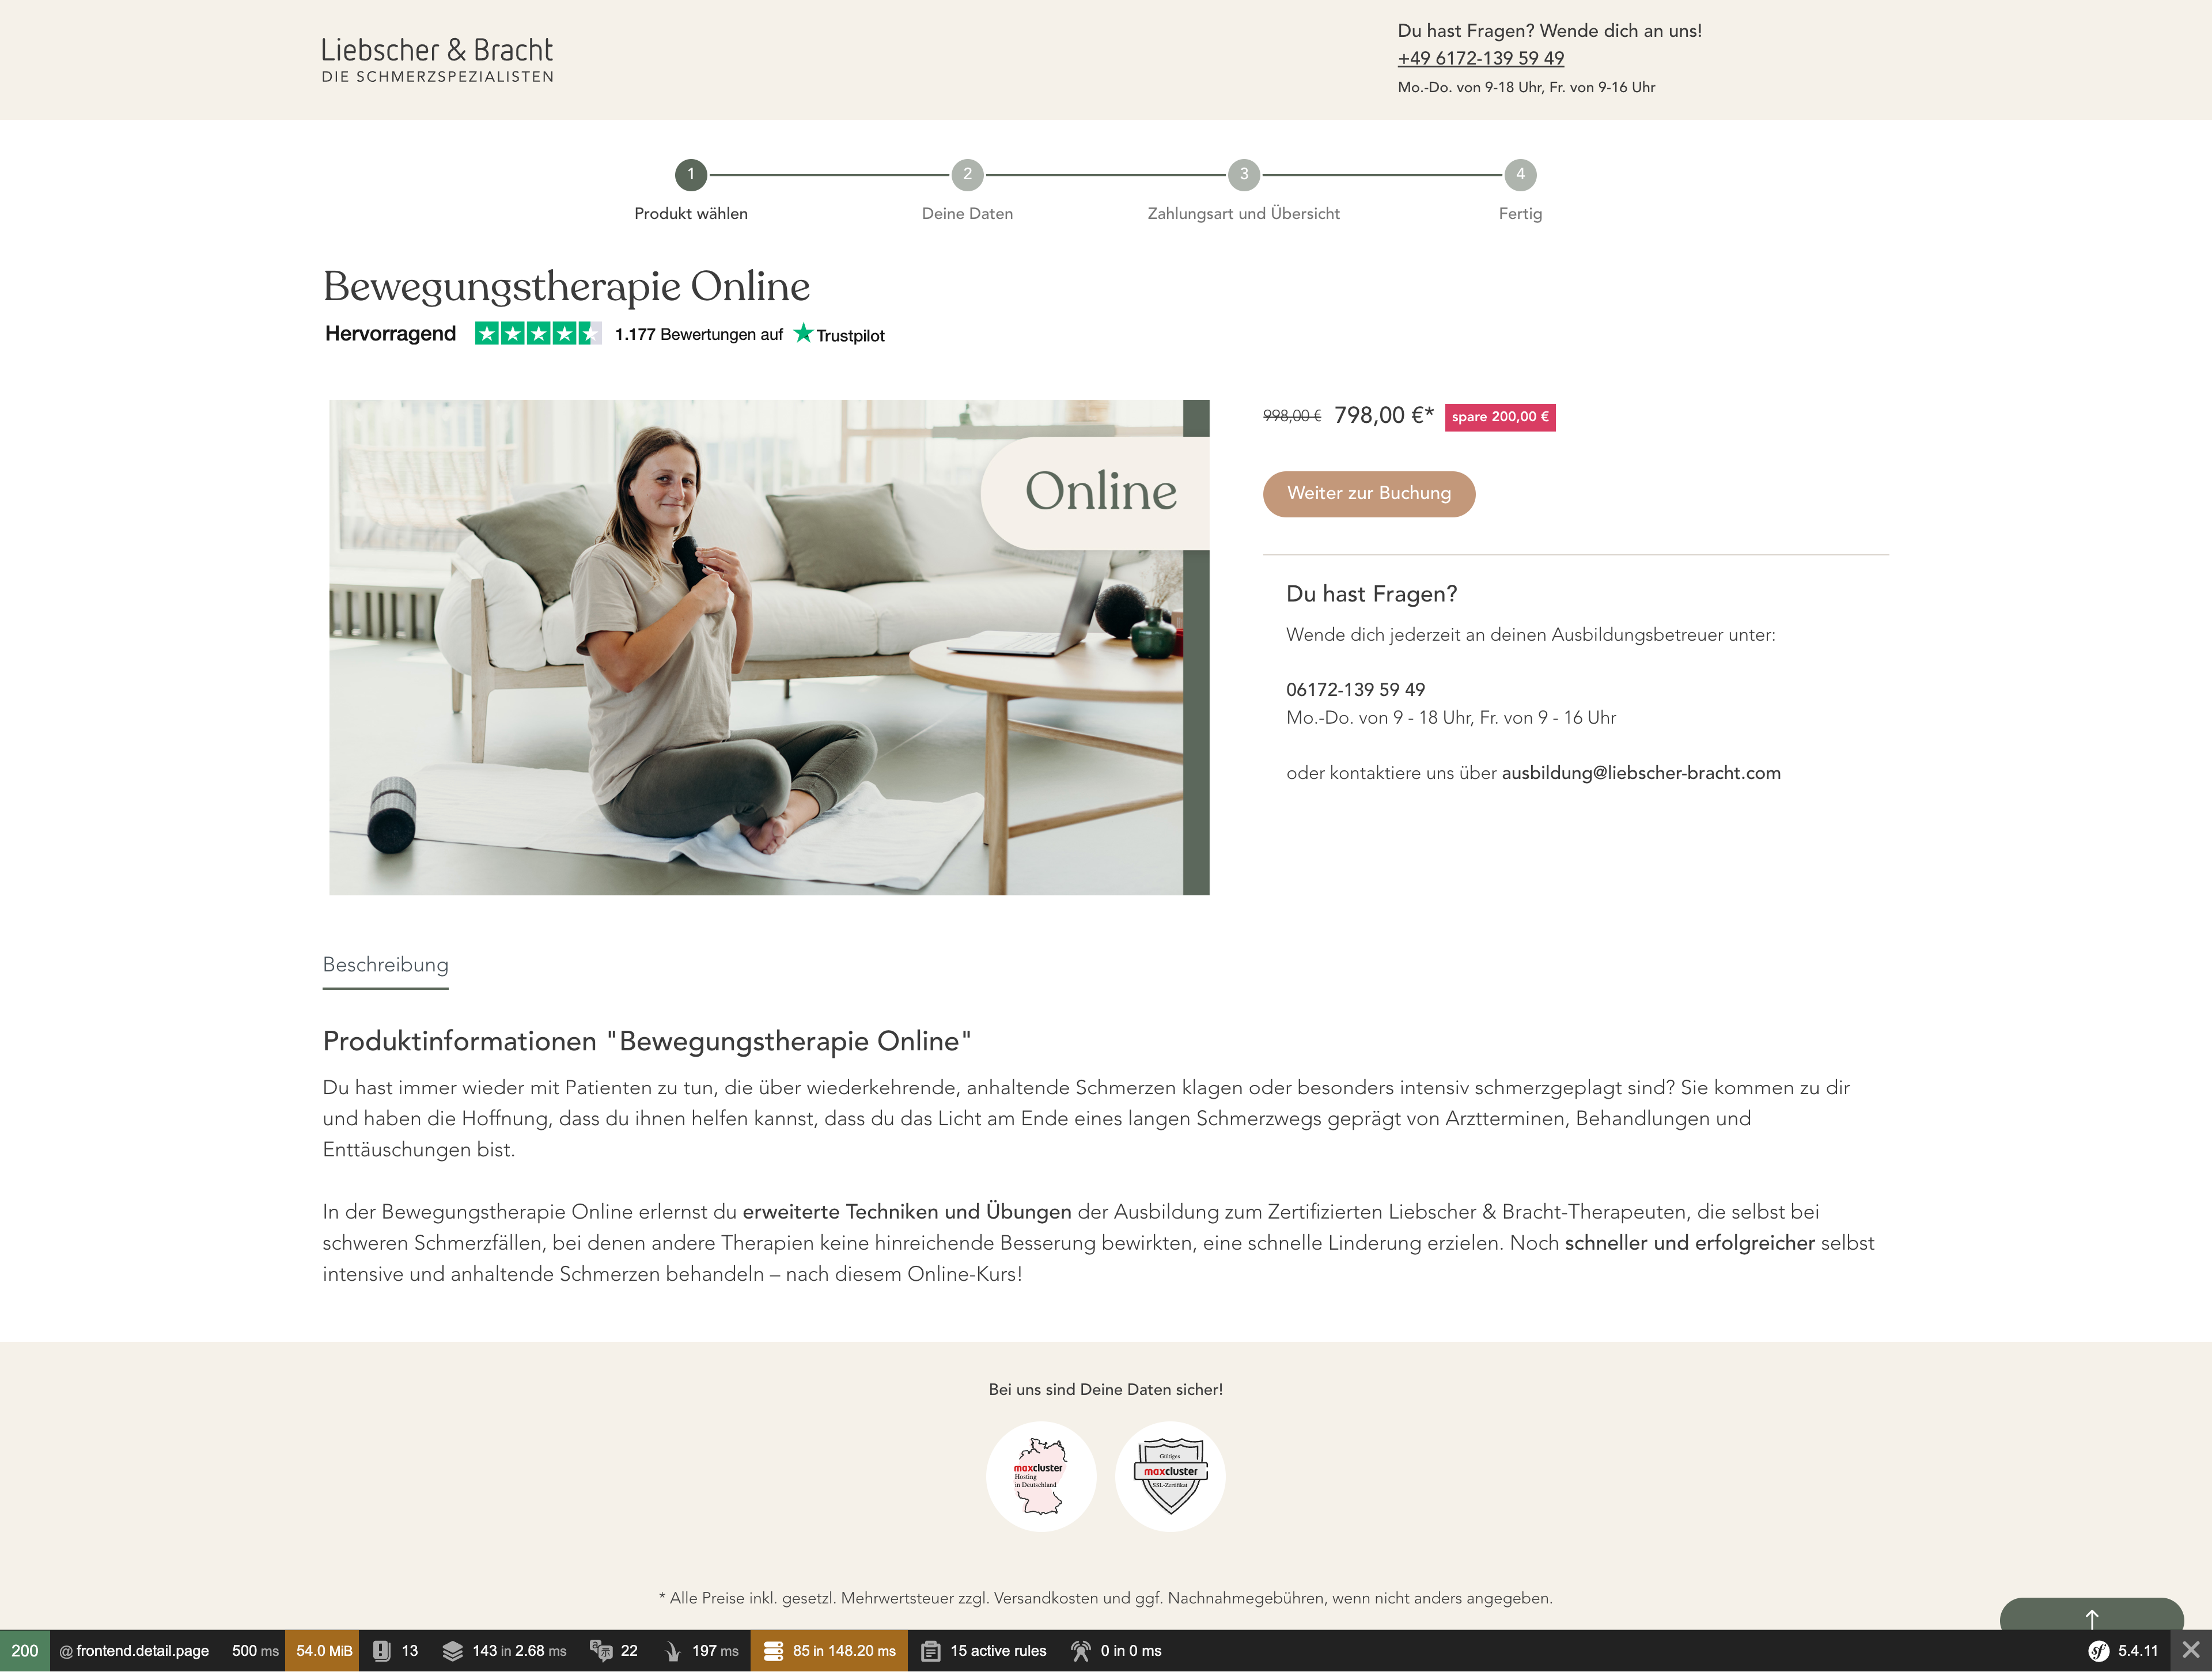 Liebscher & Bracht
DIE SCHMERZSPEZIALISTEN
Du hast Fragen? Wende dich an uns!
+49 6172-139 59 49
Mo.-Do. von 9-18 Uhr, Fr. von 9-16 Uhr
1 2 3 4
Produkt wählen Deine Daten Zahlungsart und Übersicht Fertig
Bewegungstherapie Online
Hervorragend 1.177 Bewertungen auf Trustpilot
Online
998,00 € 798,00 €* spare 200,00 €
Weiter zur Buchung
Du hast Fragen?
Wende dich jederzeit an deinen Ausbildungsbetreuer unter:
06172-139 59 49
Mo.-Do. von 9 - 18 Uhr, Fr. von 9 - 16 Uhr
oder kontaktiere uns über ausbildung@liebscher-bracht.com
Beschreibung
Produktinformationen "Bewegungstherapie Online"
Du hast immer wieder mit Patienten zu tun, die über wiederkehrende, anhaltende Schmerzen klagen oder besonders intensiv schmerzgeplagt sind? Sie kommen zu dir
und haben die Hoffnung, dass du ihnen helfen kannst, dass du das Licht am Ende eines langen Schmerzwegs geprägt von Arztterminen, Behandlungen und
Enttäuschungen bist.
In der Bewegungstherapie Online erlernst du erweiterte Techniken und Übungen der Ausbildung zum Zertifizierten Liebscher & Bracht-Therapeuten, die selbst bei
schweren Schmerzfällen, bei denen andere Therapien keine hinreichende Besserung bewirkten, eine schnelle Linderung erzielen. Noch schneller und erfolgreicher selbst
intensive und anhaltende Schmerzen behandeln – nach diesem Online-Kurs!
Bei uns sind Deine Daten sicher!
maxcluster
Hosting
in Deutschland
Gültiges
maxcluster
SSL-Zertifikat
* Alle Preise inkl. gesetzl. Mehrwertsteuer zzgl. Versandkosten und ggf. Nachnahmegebühren, wenn nicht anders angegeben.
200 @ frontend.detail.page 500 ms 54.0 MiB 13 143 in 2.68 ms 22 197 ms 85 in 148.20 ms 15 active rules 0 in 0 ms sf 5.4.11